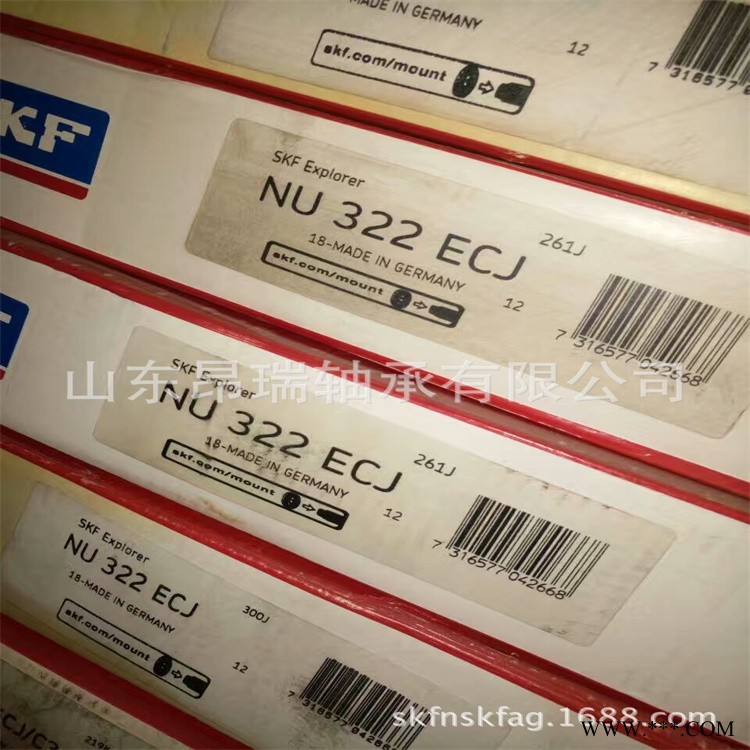 MADE IN GERMANY
skf.com/mount
12
SKF
SKF Explorer
NU 322 ECJ
261J
18-MADE IN GERMANY
skf.com/mount
12
7 316577 042668
山东昂瑞轴承有限公司
SKF Explorer
NU 322 ECJ
261J
18-MADE IN GERMANY
skf.com/mount
12
7 316577 042668
SKF Explorer
NU 322 ECJ
300J
18-MADE IN GERMANY
skf.com/mount
12
7 316577 042668
skfnskfag.1688.com
www.***.com